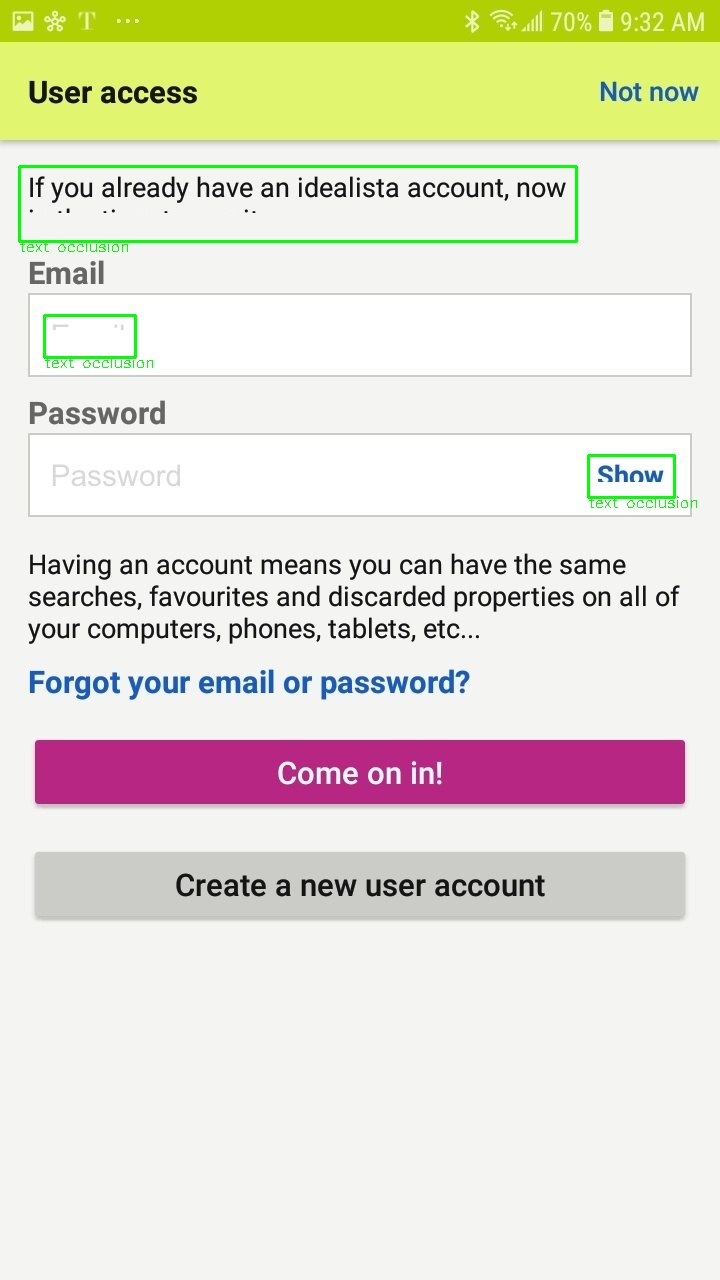 70% 9:32 AM
User access
Not now
If you already have an idealista account, now
text occlusion
Email
text occlusion
Password
Password
Show
text occlusion
Having an account means you can have the same
searches, favourites and discarded properties on all of
your computers, phones, tablets, etc...
Forgot your email or password?
Come on in!
Create a new user account